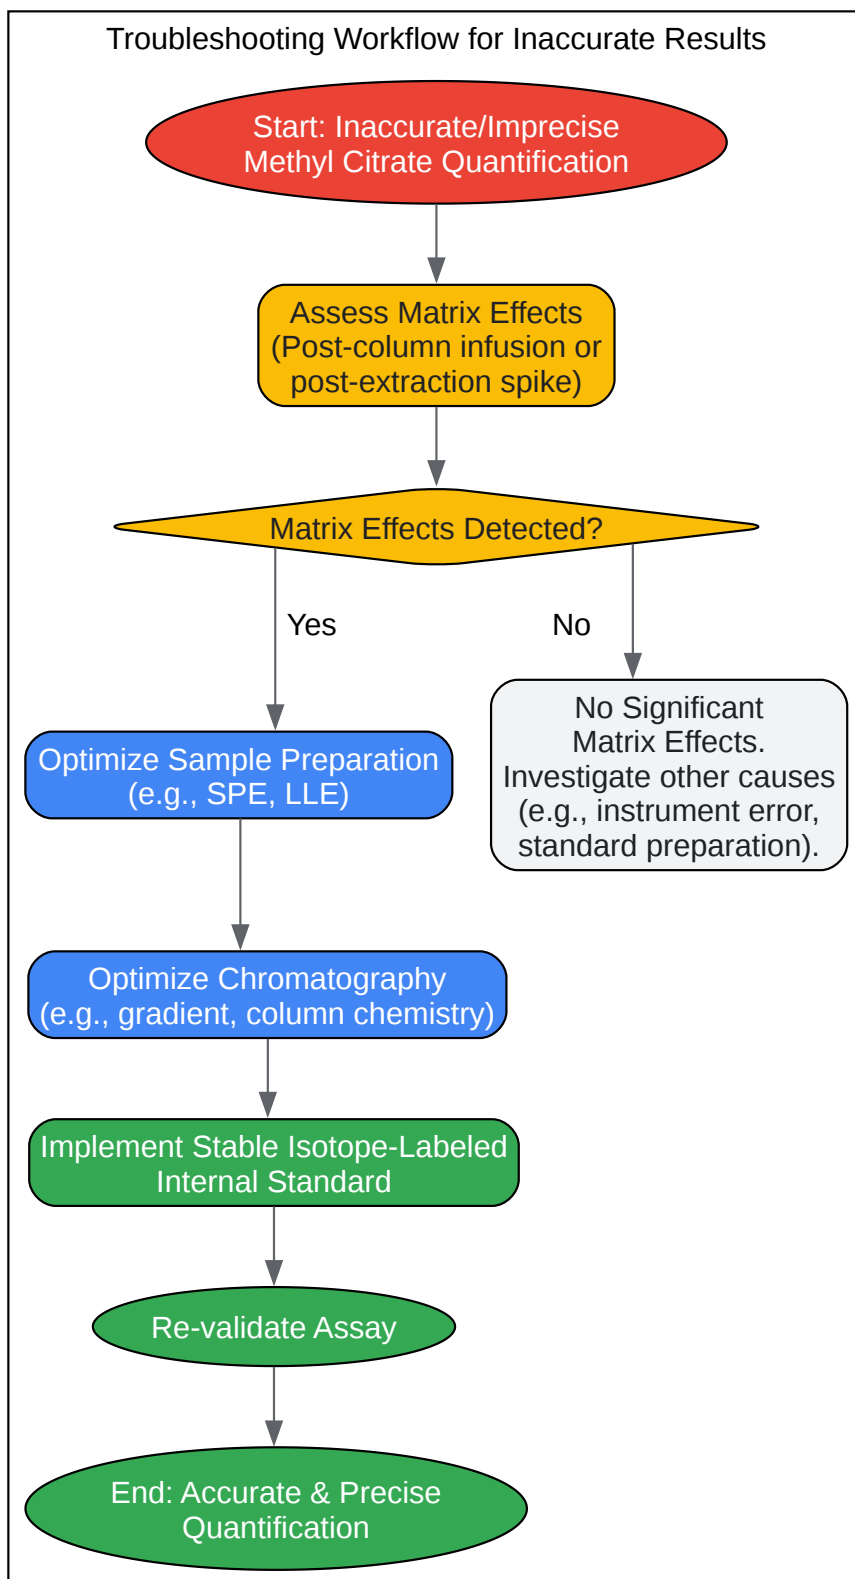 Troubleshooting Workflow for Inaccurate Results
Start: Inaccurate/Imprecise
Methyl Citrate Quantification
Assess Matrix Effects
(Post-column infusion or
post-extraction spike)
Matrix Effects Detected?
Yes
No
No Significant
Matrix Effects.
Investigate other causes
(e.g., instrument error,
standard preparation).
Optimize Sample Preparation
(e.g., SPE, LLE)
Optimize Chromatography
(e.g., gradient, column chemistry)
Implement Stable Isotope-Labeled
Internal Standard
Re-validate Assay
End: Accurate & Precise
Quantification